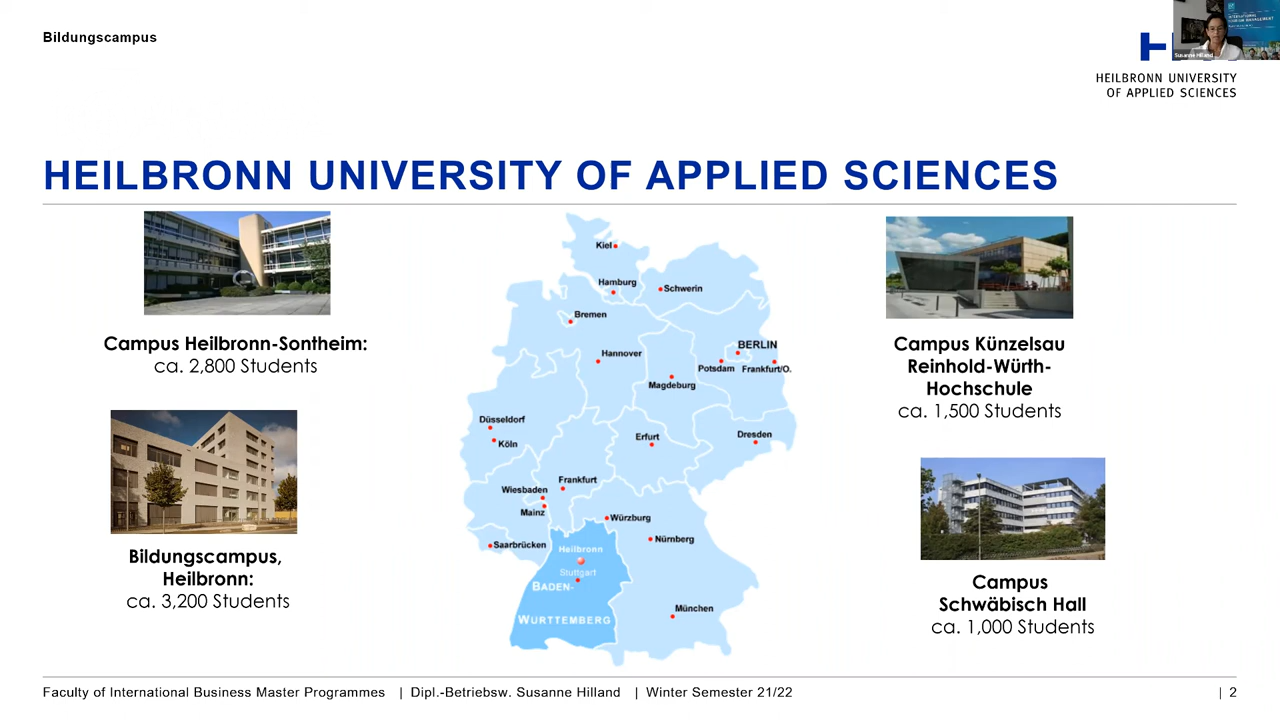 Bildungscampus
Susanne Hilland
HEILBRONN UNIVERSITY
OF APPLIED SCIENCES
HEILBRONN UNIVERSITY OF APPLIED SCIENCES
Campus Heilbronn-Sontheim:
ca. 2,800 Students
Bildungscampus,
Heilbronn:
ca. 3,200 Students
Kiel
Hamburg
Schwerin
Bremen
Hannover
BERLIN
Potsdam
Frankfurt/O.
Magdeburg
Düsseldorf
Köln
Erfurt
Dresden
Frankfurt
Wiesbaden
Mainz
Würzburg
Nürnberg
Saarbrücken
Heilbronn
Stuttgart
BADEN-
WÜRTTEMBERG
München
Campus Künzelsau
Reinhold-Würth-
Hochschule
ca. 1,500 Students
Campus
Schwäbisch Hall
ca. 1,000 Students
Faculty of International Business Master Programmes | Dipl.-Betriebsw. Susanne Hilland | Winter Semester 21/22 | 2